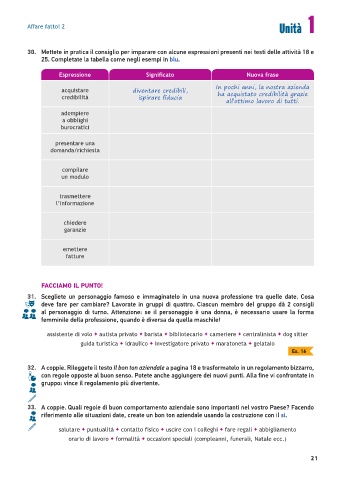 Affare fatto! 2
Unità 1
30. Mettete in pratica il consiglio per imparare con alcune espressioni presenti nei testi delle attività 18 e
25. Completate la tabella come negli esempi in blu.
Espressione Significato Nuova frase
acquistare
credibilità
diventare credibili,
ispirare fiducia
In pochi anni, la nostra azienda
ha acquistato credibilità grazie
all'ottimo lavoro di tutti.
adempiere
a obblighi
burocratici
presentare una
domanda/richiesta
compilare
un modulo
trasmettere
l'informazione
chiedere
garanzie
emettere
fatture
FACCIAMO IL PUNTO!
31. Scegliete un personaggio famoso e immaginatelo in una nuova professione tra quelle date. Cosa
deve fare per cambiare? Lavorate in gruppi di quattro. Ciascun membro del gruppo dà 2 consigli
al personaggio di turno. Attenzione: se il personaggio è una donna, è necessario usare la forma
femminile della professione, quando è diversa da quella maschile!
assistente di volo • autista privato • barista • bibliotecario • cameriere • centralinista • dog sitter
guida turistica • idraulico • investigatore privato • maratoneta • gelataio
Es. 16
32. A coppie. Rileggete il testo Il bon ton aziendale a pagina 18 e trasformatelo in un regolamento bizzarro,
con regole opposte al buon senso. Potete anche aggiungere dei nuovi punti. Alla fine vi confrontate in
gruppo: vince il regolamento più divertente.
33. A coppie. Quali regole di buon comportamento aziendale sono importanti nel vostro Paese? Facendo
riferimento alle situazioni date, create un bon ton aziendale usando la costruzione con il si.
salutare • puntualità • contatto fisico • uscire con i colleghi • fare regali • abbigliamento
orario di lavoro • formalità • occasioni speciali (compleanni, funerali, Natale ecc.)
21